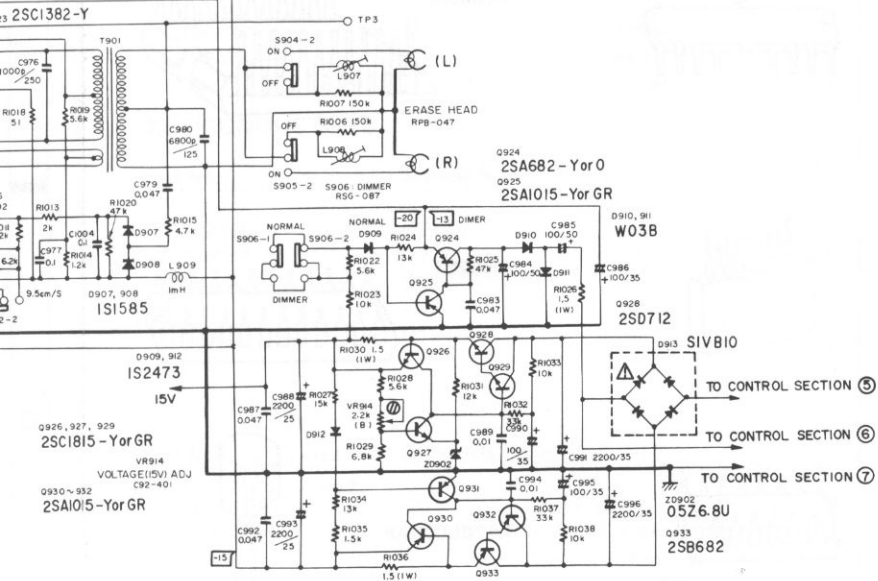 23 2SC1382-Y
TP3
T901
S904-2
ON
OFF
L907
(L)
C976
1000p
250
R1018
51
R1019
5.6k
R1007 150k
R1006 150k
ERASE HEAD
RPB-047
C980
6800p
125
OFF
L908
ON
(R)
S905-2
S906: DIMMER
RSG-087
Q924
2SA682-Y or O
Q925
2SA1015-Y or GR
C979
0.047
R1013
2k
R1020
47k
D907
R1015
4.7k
C1004
0.1
C977
0.1
R1014
1.2k
D908
L909
1mH
6.2k
9.5cm/S
D907, 908
1S1585
NORMAL
S906-1
S906-2
DIMMER
NORMAL
D909
-20
-13
DIMER
R1024
13k
Q924
R1022
5.6k
R1023
10k
Q925
R1025
47k
C984
100/50
C983
0.047
D910
D911
C985
100/50
R1026
1.5
(1W)
D910, 911
W03B
C986
100/35
Q928
2SD712
D913
S1VB10
D909, 912
1S2473
15V
R1030 1.5
(1W)
Q926
Q928
Q929
R1033
10k
C987
0.047
C988
2200
25
R1027
15k
R1028
5.6k
VR914
2.2k
(B)
R1031
12k
R1032
33k
D912
R1029
6.8k
Q927
C989
0.01
C990
100
35
ZD902
C991 2200/35
TO CONTROL SECTION ⑤
TO CONTROL SECTION ⑥
TO CONTROL SECTION ⑦
Q926, 927, 929
2SC1815-Y or GR
VR914
VOLTAGE(15V) ADJ
C92-401
Q930~932
2SA1015-Y or GR
Q931
C994
0.01
C995
100/35
C996
2200/35
R1034
13k
R1035
1.5k
Q930
Q932
R1037
33k
R1038
10k
C992
0.047
C993
2200
25
-15
R1036
1.5 (1W)
Q933
ZD902
05Z6.8U
Q933
2SB682